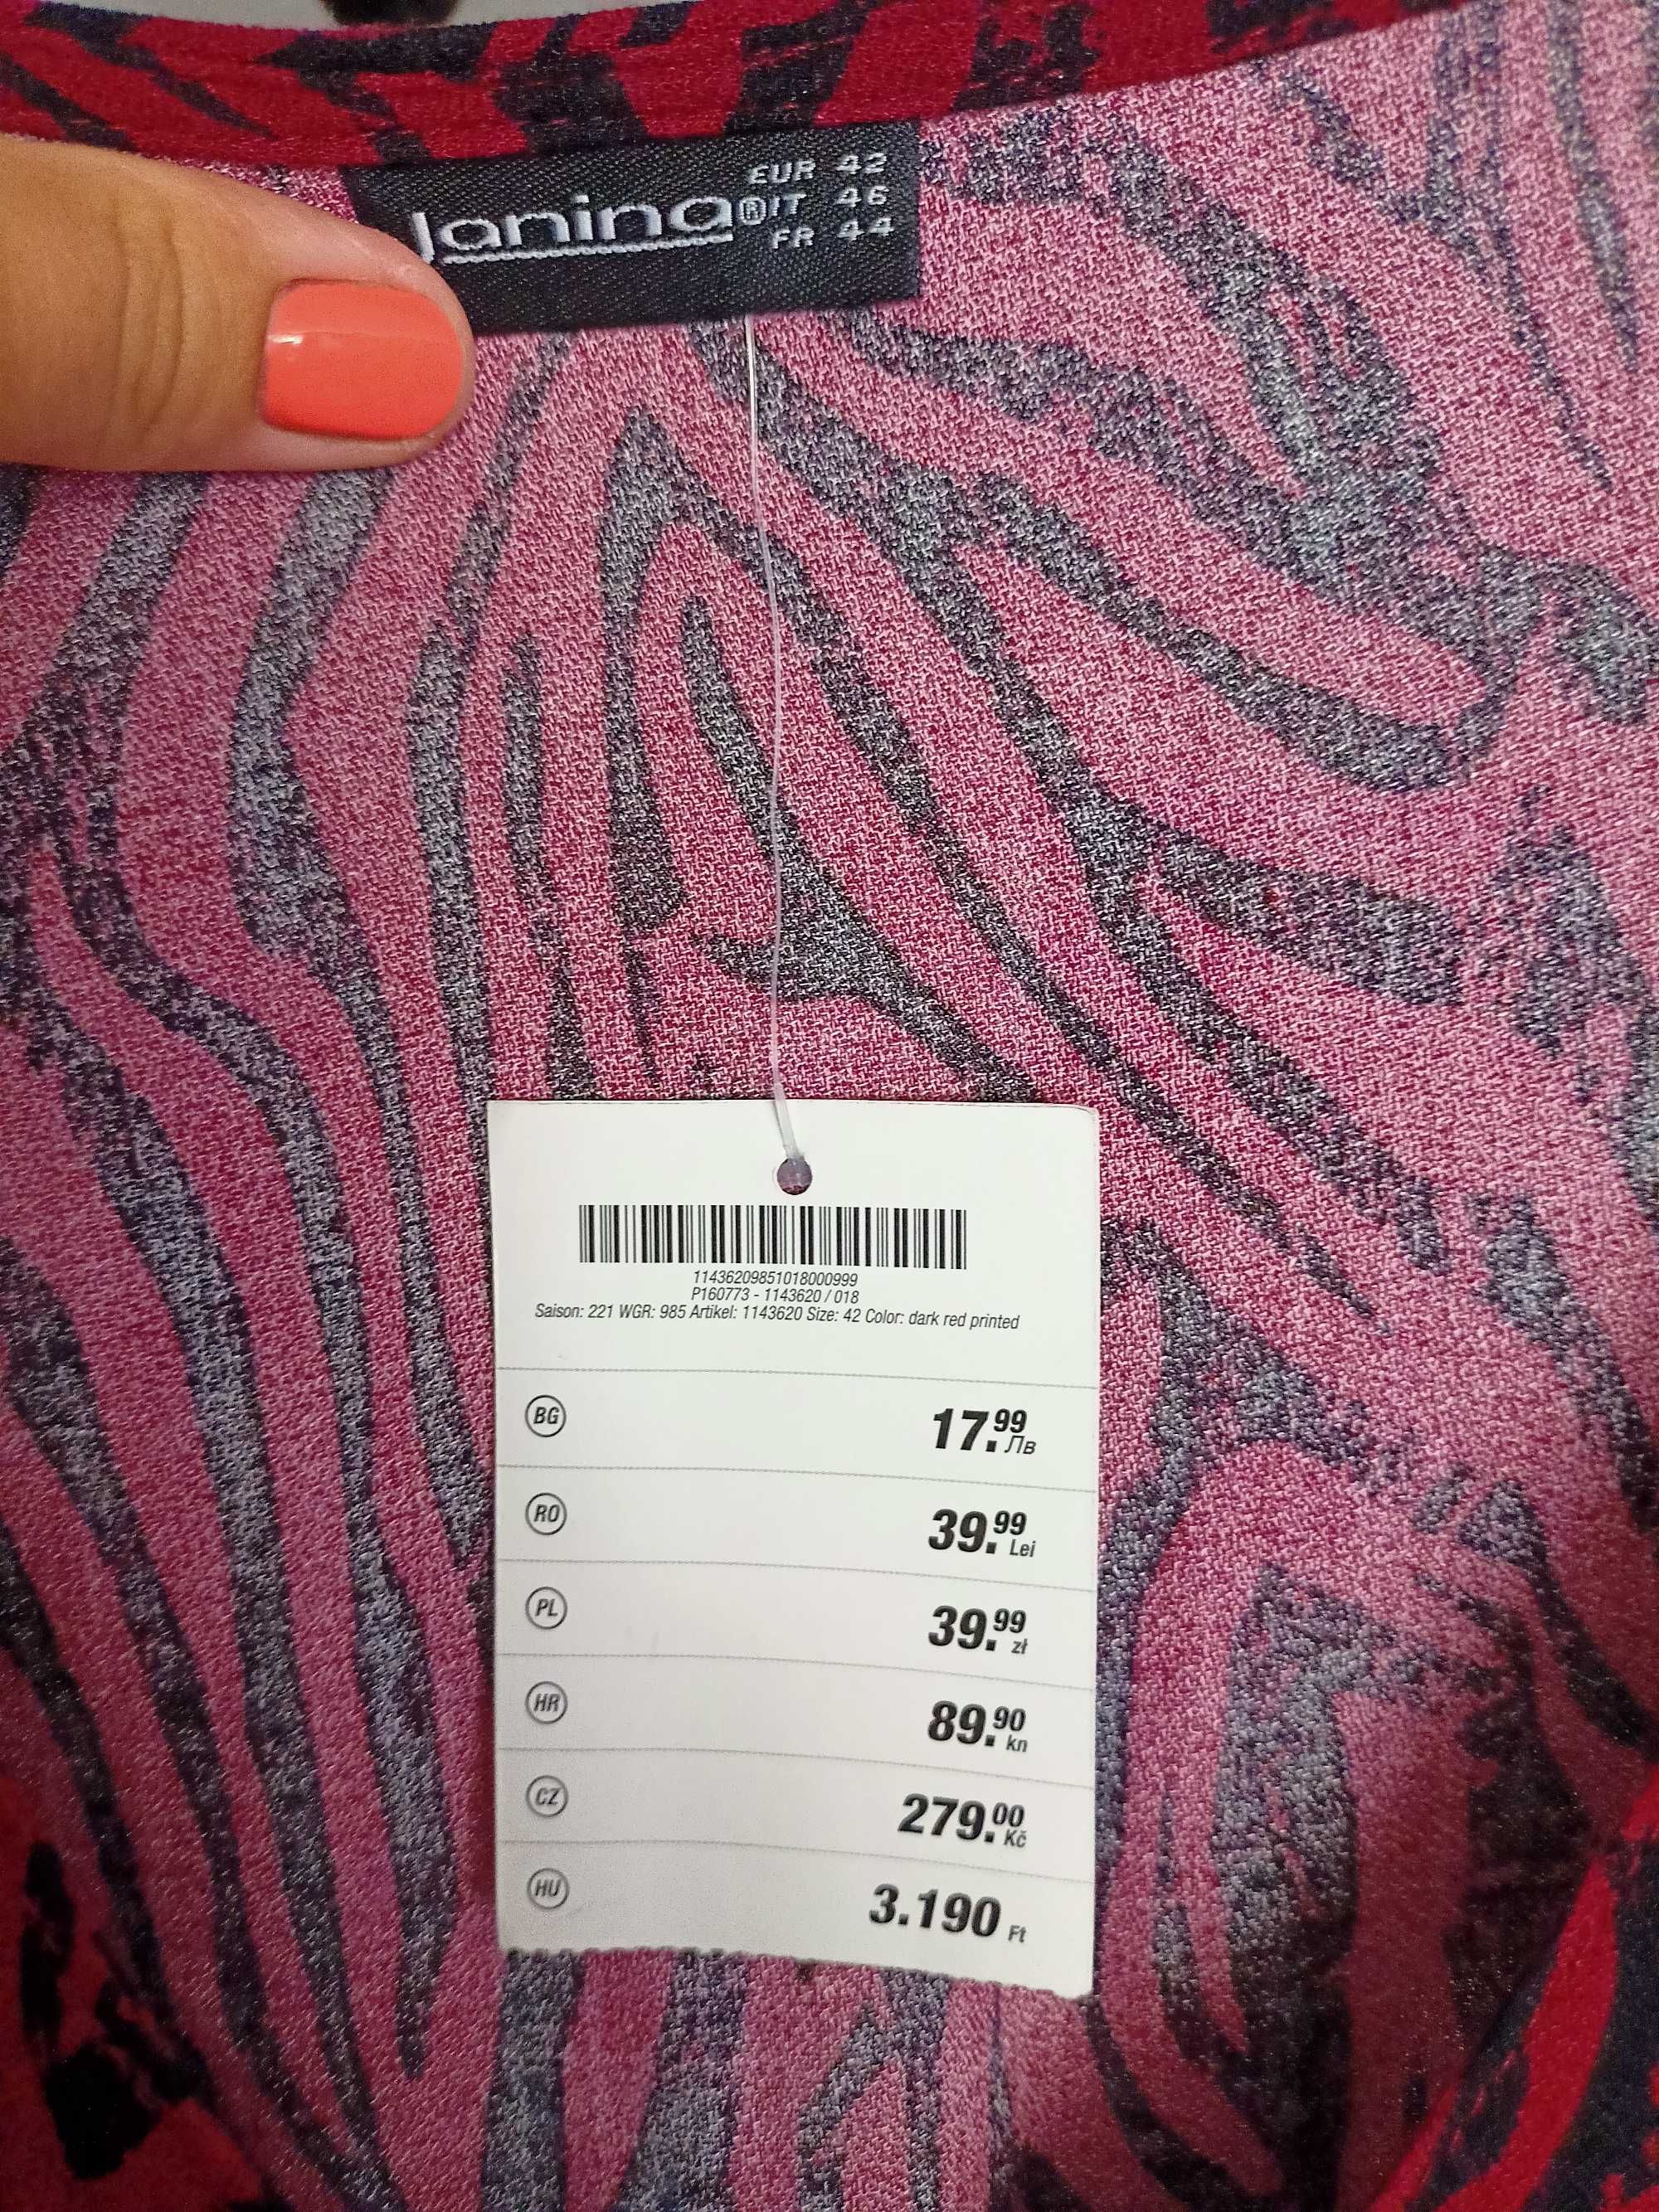 Janina® EUR 42
IT 46
FR 44
11436209851018000999
P160773 - 1143620 / 018
Saison: 221 WGR: 985 Artikel: 1143620 Size: 42 Color: dark red printed
BG 17.99 Лв
RO 39.99 Lei
PL 39.99 zł
HR 89.90 kn
CZ 279.00 Kč
HU 3.190 Ft